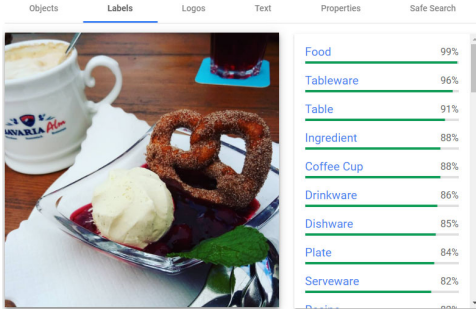 Objects Labels Logos Text Properties Safe Search
Food 99%
Tableware 96%
Table 91%
Ingredient 88%
Coffee Cup 88%
Drinkware 86%
Dishware 85%
Plate 84%
Serveware 82%
BAVARIA Alm